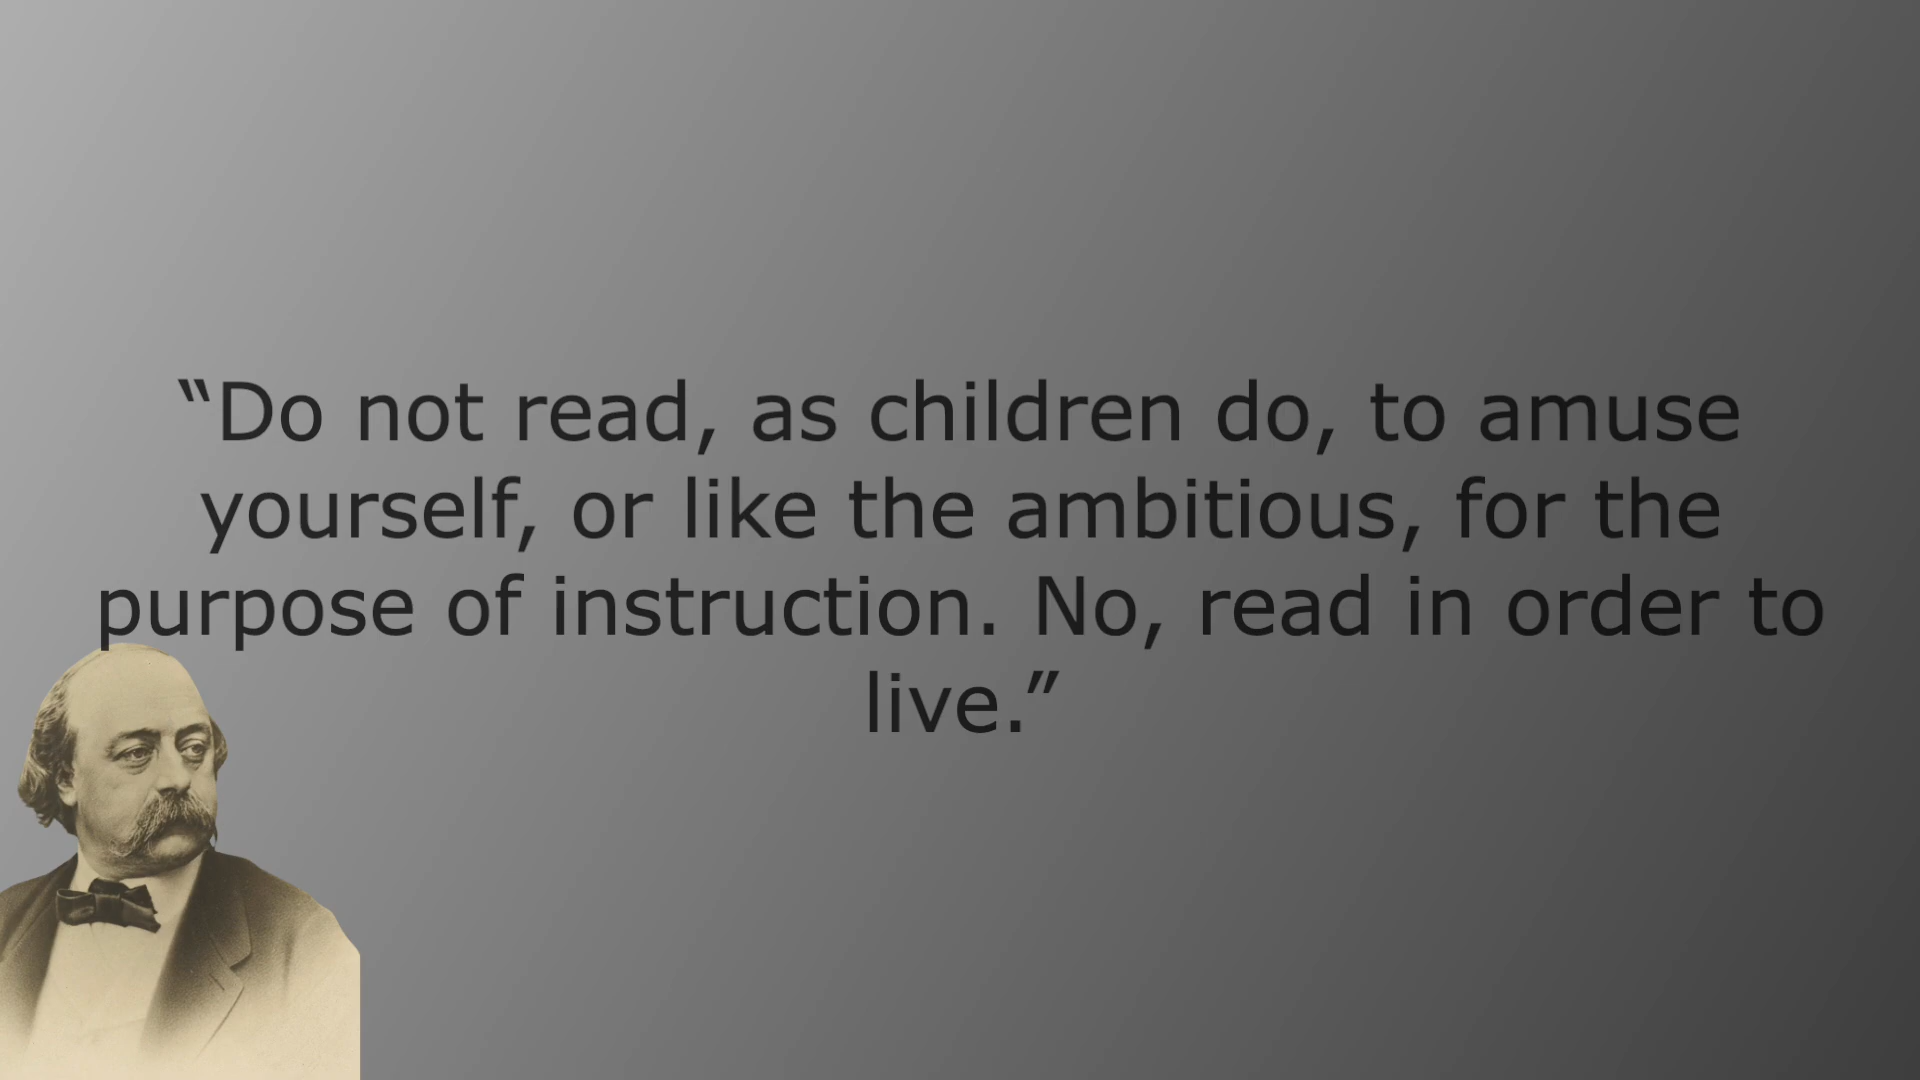 “Do not read, as children do, to amuse
yourself, or like the ambitious, for the
purpose of instruction. No, read in order to
live.”